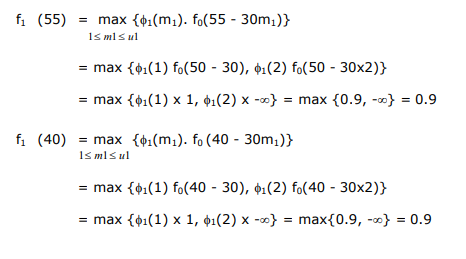 f₁ (55) = max {ϕ₁(m₁). f₀(55 - 30m₁)}
1≤ m1≤ u1
= max {ϕ₁(1) f₀(50 - 30), ϕ₁(2) f₀(50 - 30x2)}
= max {ϕ₁(1) x 1, ϕ₁(2) x -∞} = max {0.9, -∞} = 0.9
f₁ (40) = max {ϕ₁(m₁). f₀ (40 - 30m₁)}
1≤ m1≤ u1
= max {ϕ₁(1) f₀(40 - 30), ϕ₁(2) f₀(40 - 30x2)}
= max {ϕ₁(1) x 1, ϕ₁(2) x -∞} = max{0.9, -∞} = 0.9